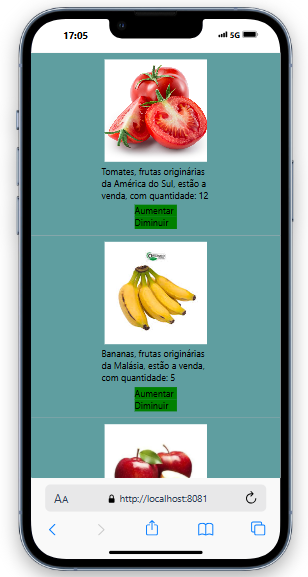 17:05
5G
Tomates, frutas originárias
da América do Sul, estão a
venda, com quantidade: 12
Aumentar
Diminuir
Bananas, frutas originárias
da Malásia, estão a venda,
com quantidade: 5
Aumentar
Diminuir
AA
http://localhost:8081